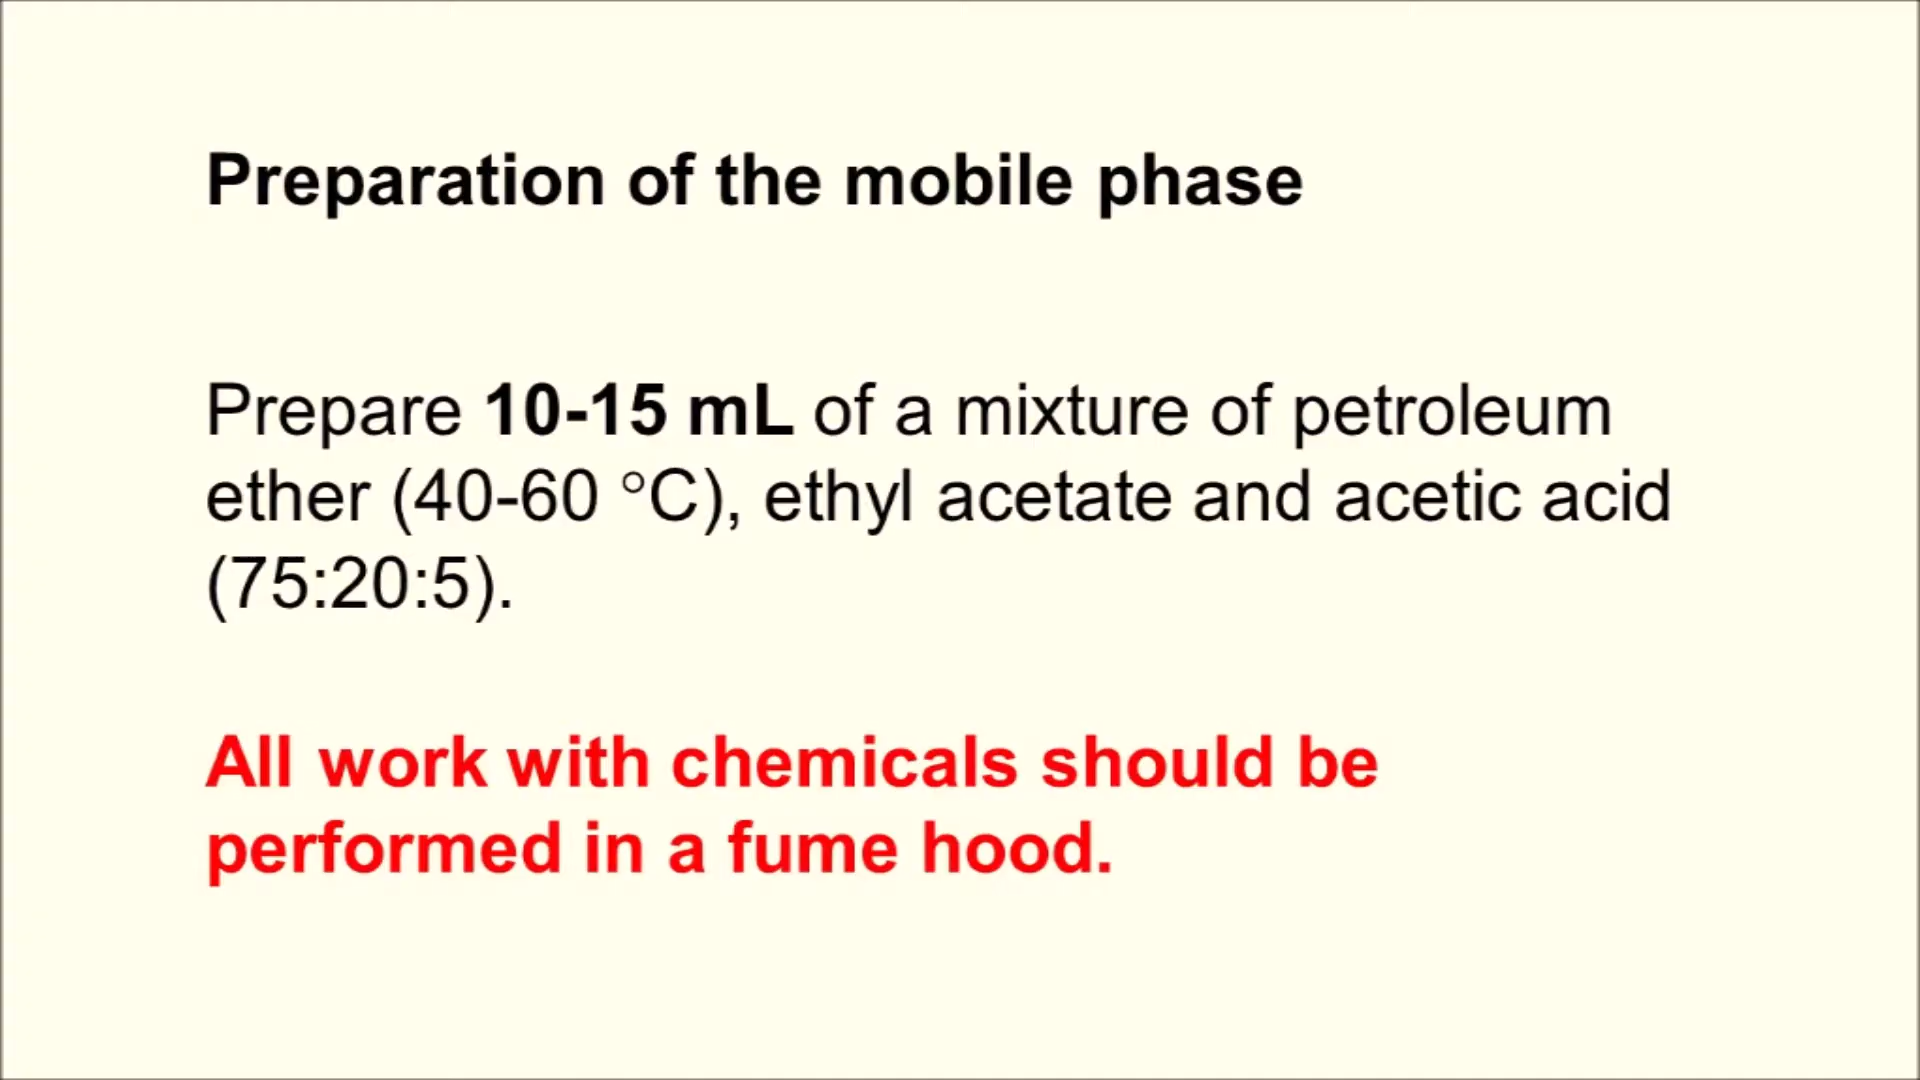 Preparation of the mobile phase
Prepare 10-15 mL of a mixture of petroleum
ether (40-60 °C), ethyl acetate and acetic acid
(75:20:5).
All work with chemicals should be
performed in a fume hood.